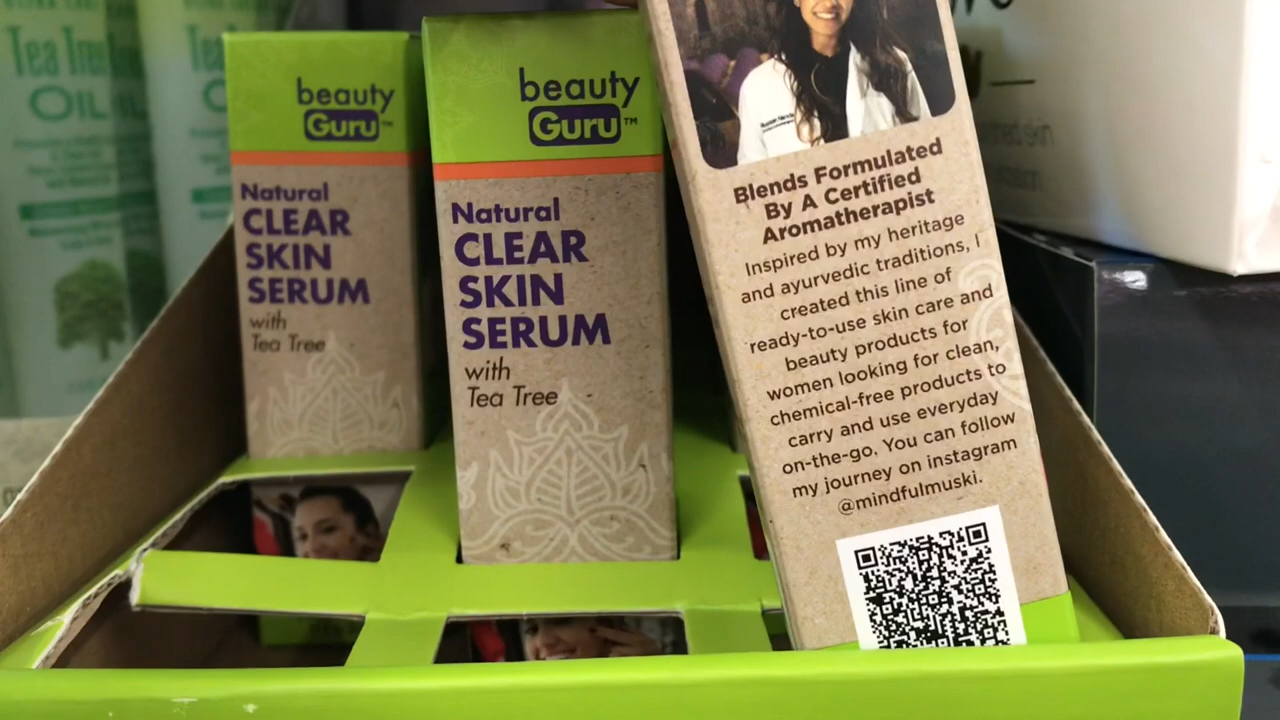 Tea Tree
OIL
beauty
Guru™
Natural
CLEAR
SKIN
SERUM
with
Tea Tree
beauty
Guru™
Natural
CLEAR
SKIN
SERUM
with
Tea Tree
Blends Formulated
By A Certified
Aromatherapist
Inspired by my heritage
and ayurvedic traditions, I
created this line of
ready-to-use skin care and
beauty products for
women looking for clean,
chemical-free products to
carry and use everyday
on-the-go. You can follow
my journey on instagram
@mindfulmuski.
skin